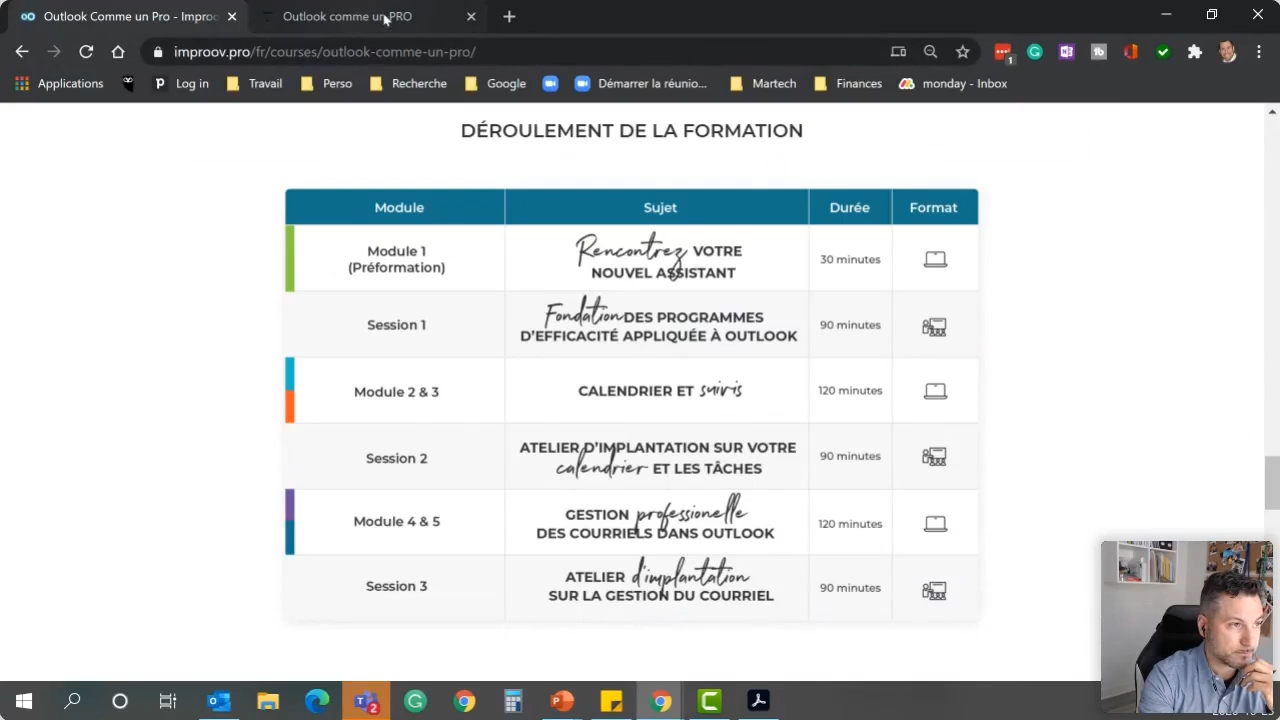 Outlook Comme un Pro - Improo
Outlook comme un PRO
improov.pro/fr/courses/outlook-comme-un-pro/
1
Applications
Log in
Travail
Perso
Recherche
Google
Démarrer la réunio...
Martech
Finances
monday - Inbox
DÉROULEMENT DE LA FORMATION
Module
Sujet
Durée
Format
Module 1
(Préformation)
Rencontrez VOTRE
NOUVEL ASSISTANT
30 minutes
Session 1
Fondation DES PROGRAMMES
D'EFFICACITÉ APPLIQUÉE À OUTLOOK
90 minutes
Module 2 & 3
CALENDRIER ET suivis
120 minutes
Session 2
ATELIER D'IMPLANTATION SUR VOTRE
calendrier ET LES TÂCHES
90 minutes
Module 4 & 5
GESTION professionelle
DES COURRIELS DANS OUTLOOK
120 minutes
Session 3
ATELIER d'implantation
SUR LA GESTION DU COURRIEL
90 minutes
2